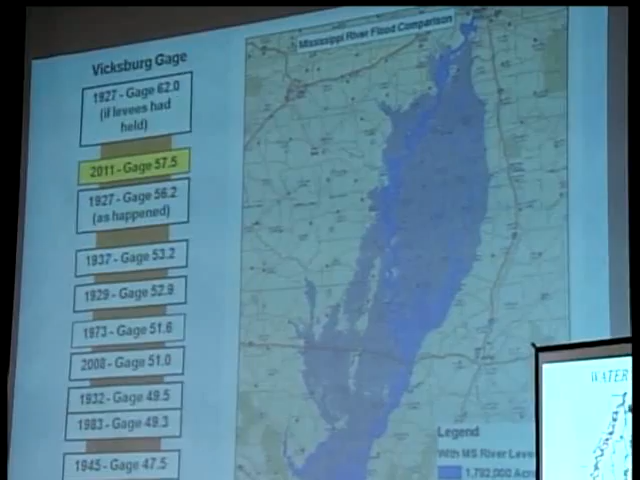 Vicksburg Gage
1927 - Gage 62.0
(if levees had
held)
2011 - Gage 57.5
1927 - Gage 56.2
(as happened)
1937 - Gage 53.2
1929 - Gage 52.9
1973 - Gage 51.6
2008 - Gage 51.0
1932 - Gage 49.5
1983 - Gage 49.3
1945 - Gage 47.5
Mississippi River Flood Comparison
Legend
With MS River Leve
1,792,000 Acre
WATER